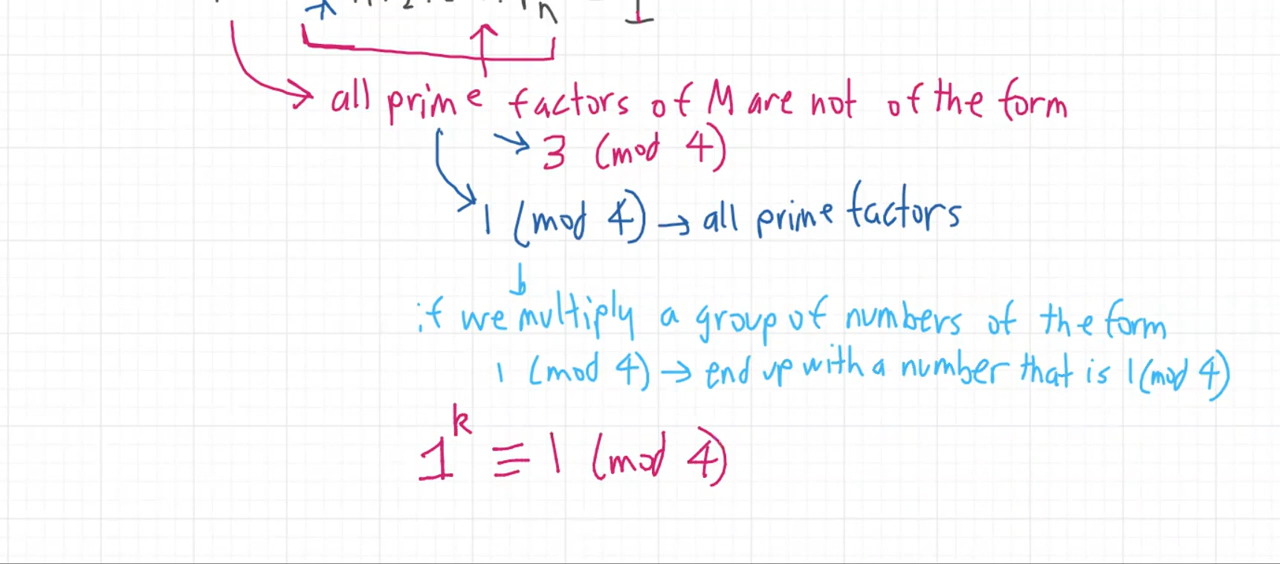 all prime factors of M are not of the form
→ 3 (mod 4)
1 (mod 4) → all prime factors
if we multiply a group of numbers of the form
1 (mod 4) → end up with a number that is 1 (mod 4)
1^k ≡ 1 (mod 4)